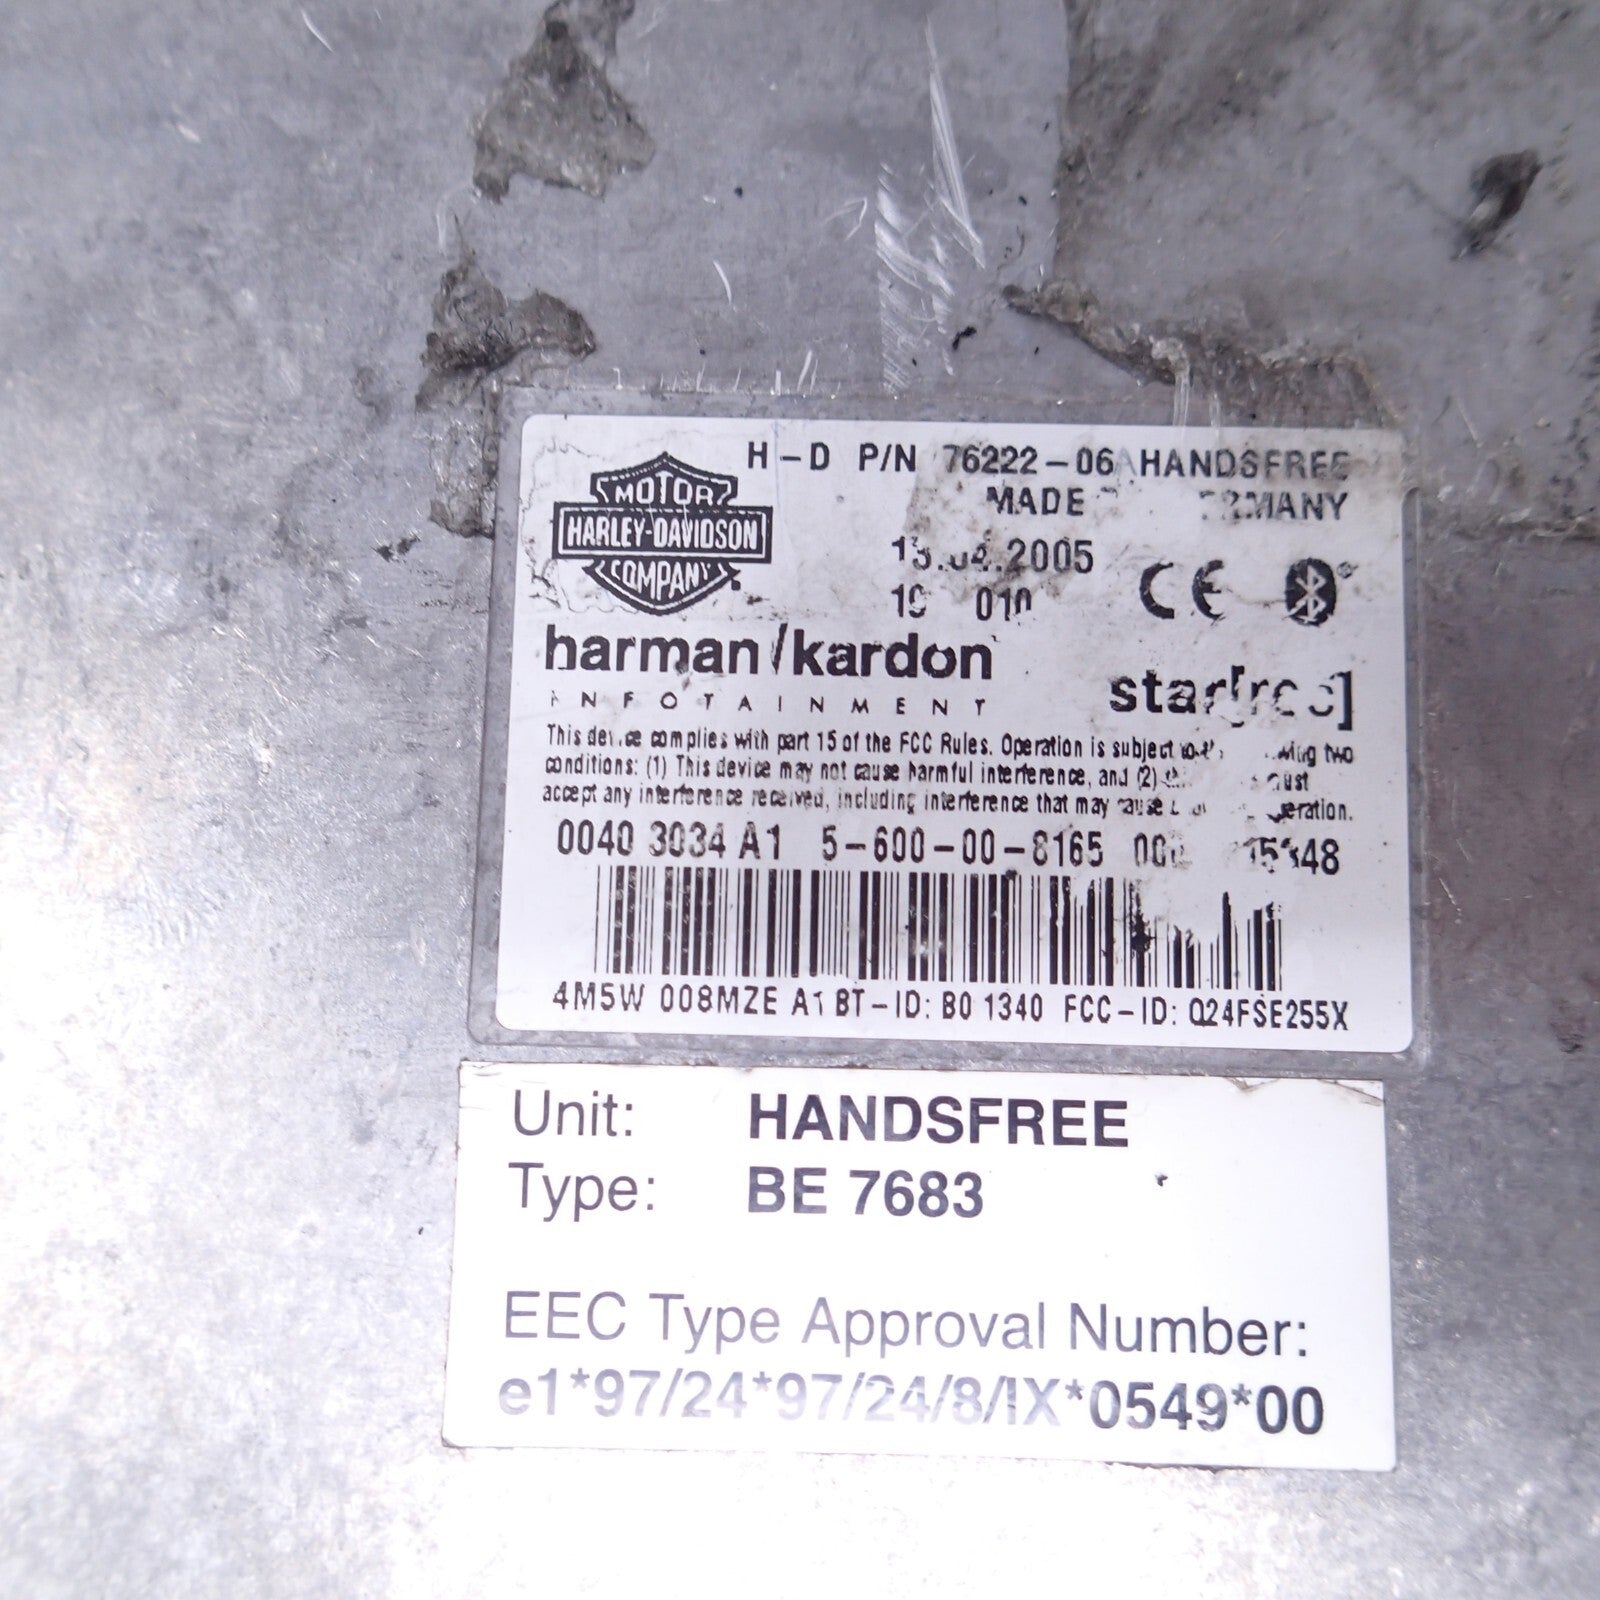 H-D P/N 76222-06A HANDSFREE
MADE
MOTOR
HARLEY-DAVIDSON
COMPANY
.2005
harman/kardon
INFOTAINMENT
This device complies with part 15 of the FCC Rules. Operation is subject two
conditions: (1) This device may not cause harmful interference, and (2)
accept any interference received, including interference that may cause
0040 3034 A1 5-600-00-8165
4M5W 008MZE A1 BT-ID: B0 1340 FCC-ID: Q24FSE255X
Unit: HANDSFREE
Type: BE 7683
EEC Type Approval Number:
e1*97/24*97/24/8/IX*0549*00